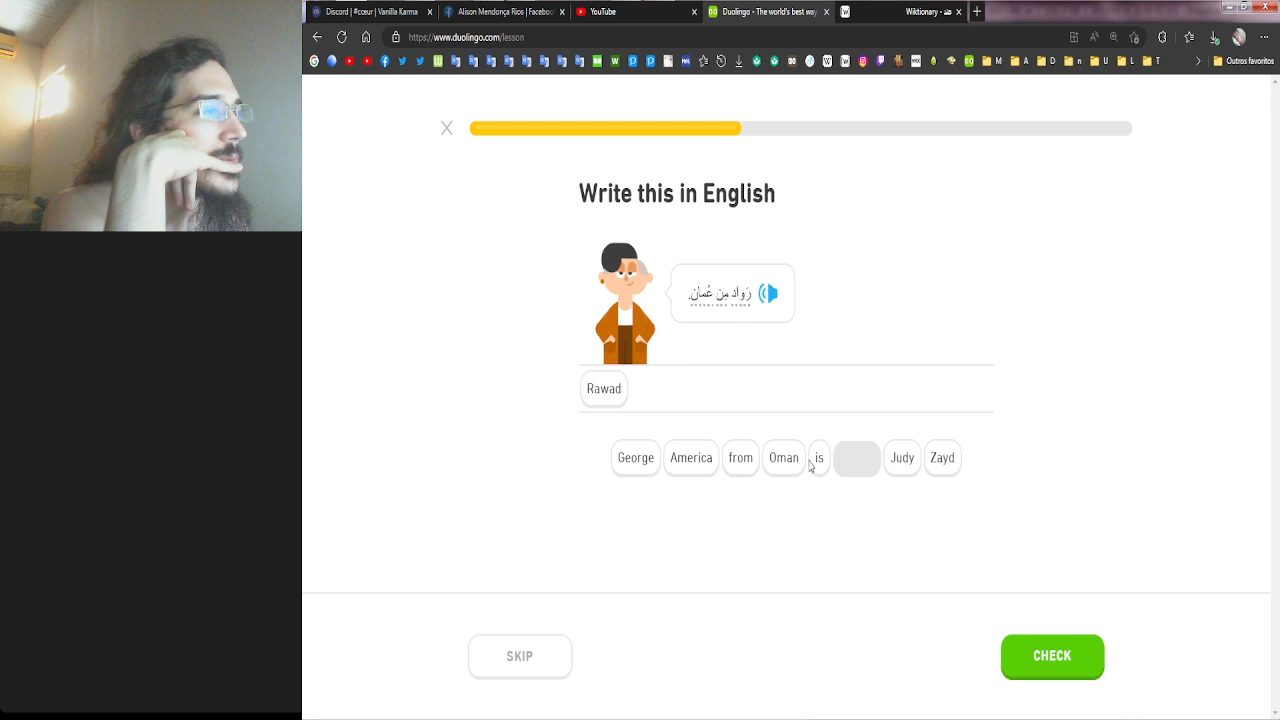 Discord | #cœur | Vanilla Karma
Alison Mendonça Rios | Facebook
YouTube
Duolingo - The world's best way
Wiktionary
https://www.duolingo.com/lesson
M A D n U L T
Outros favoritos
X
Write this in English
رَواد مِن عُمان.
Rawad
George America from Oman is Judy Zayd
SKIP CHECK